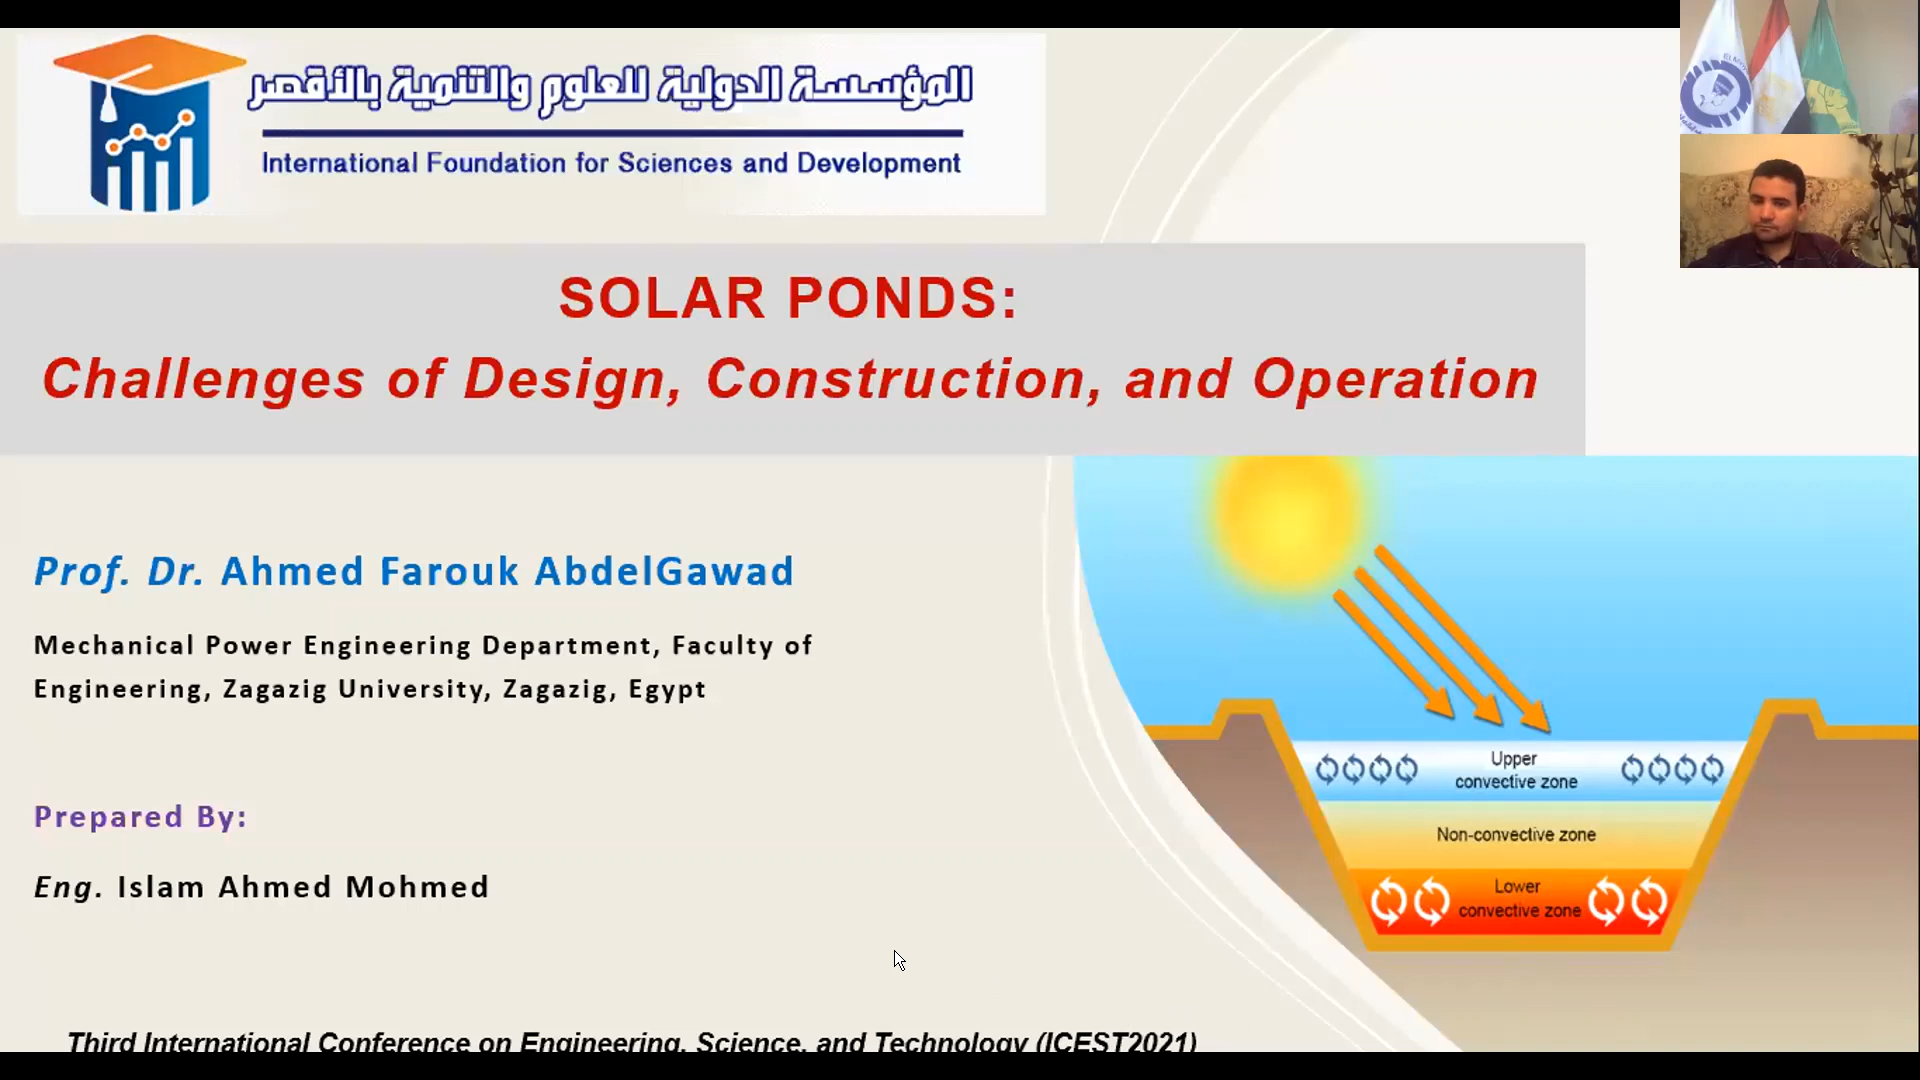 المؤسسة الدولية للعلوم والتنمية بالأقصر
International Foundation for Sciences and Development
SOLAR PONDS:
Challenges of Design, Construction, and Operation
Prof. Dr. Ahmed Farouk AbdelGawad
Mechanical Power Engineering Department, Faculty of
Engineering, Zagazig University, Zagazig, Egypt
Prepared By:
Eng. Islam Ahmed Mohmed
Upper
convective zone
Non-convective zone
Lower
convective zone
Third International Conference on Engineering, Science, and Technology (ICEST2021)